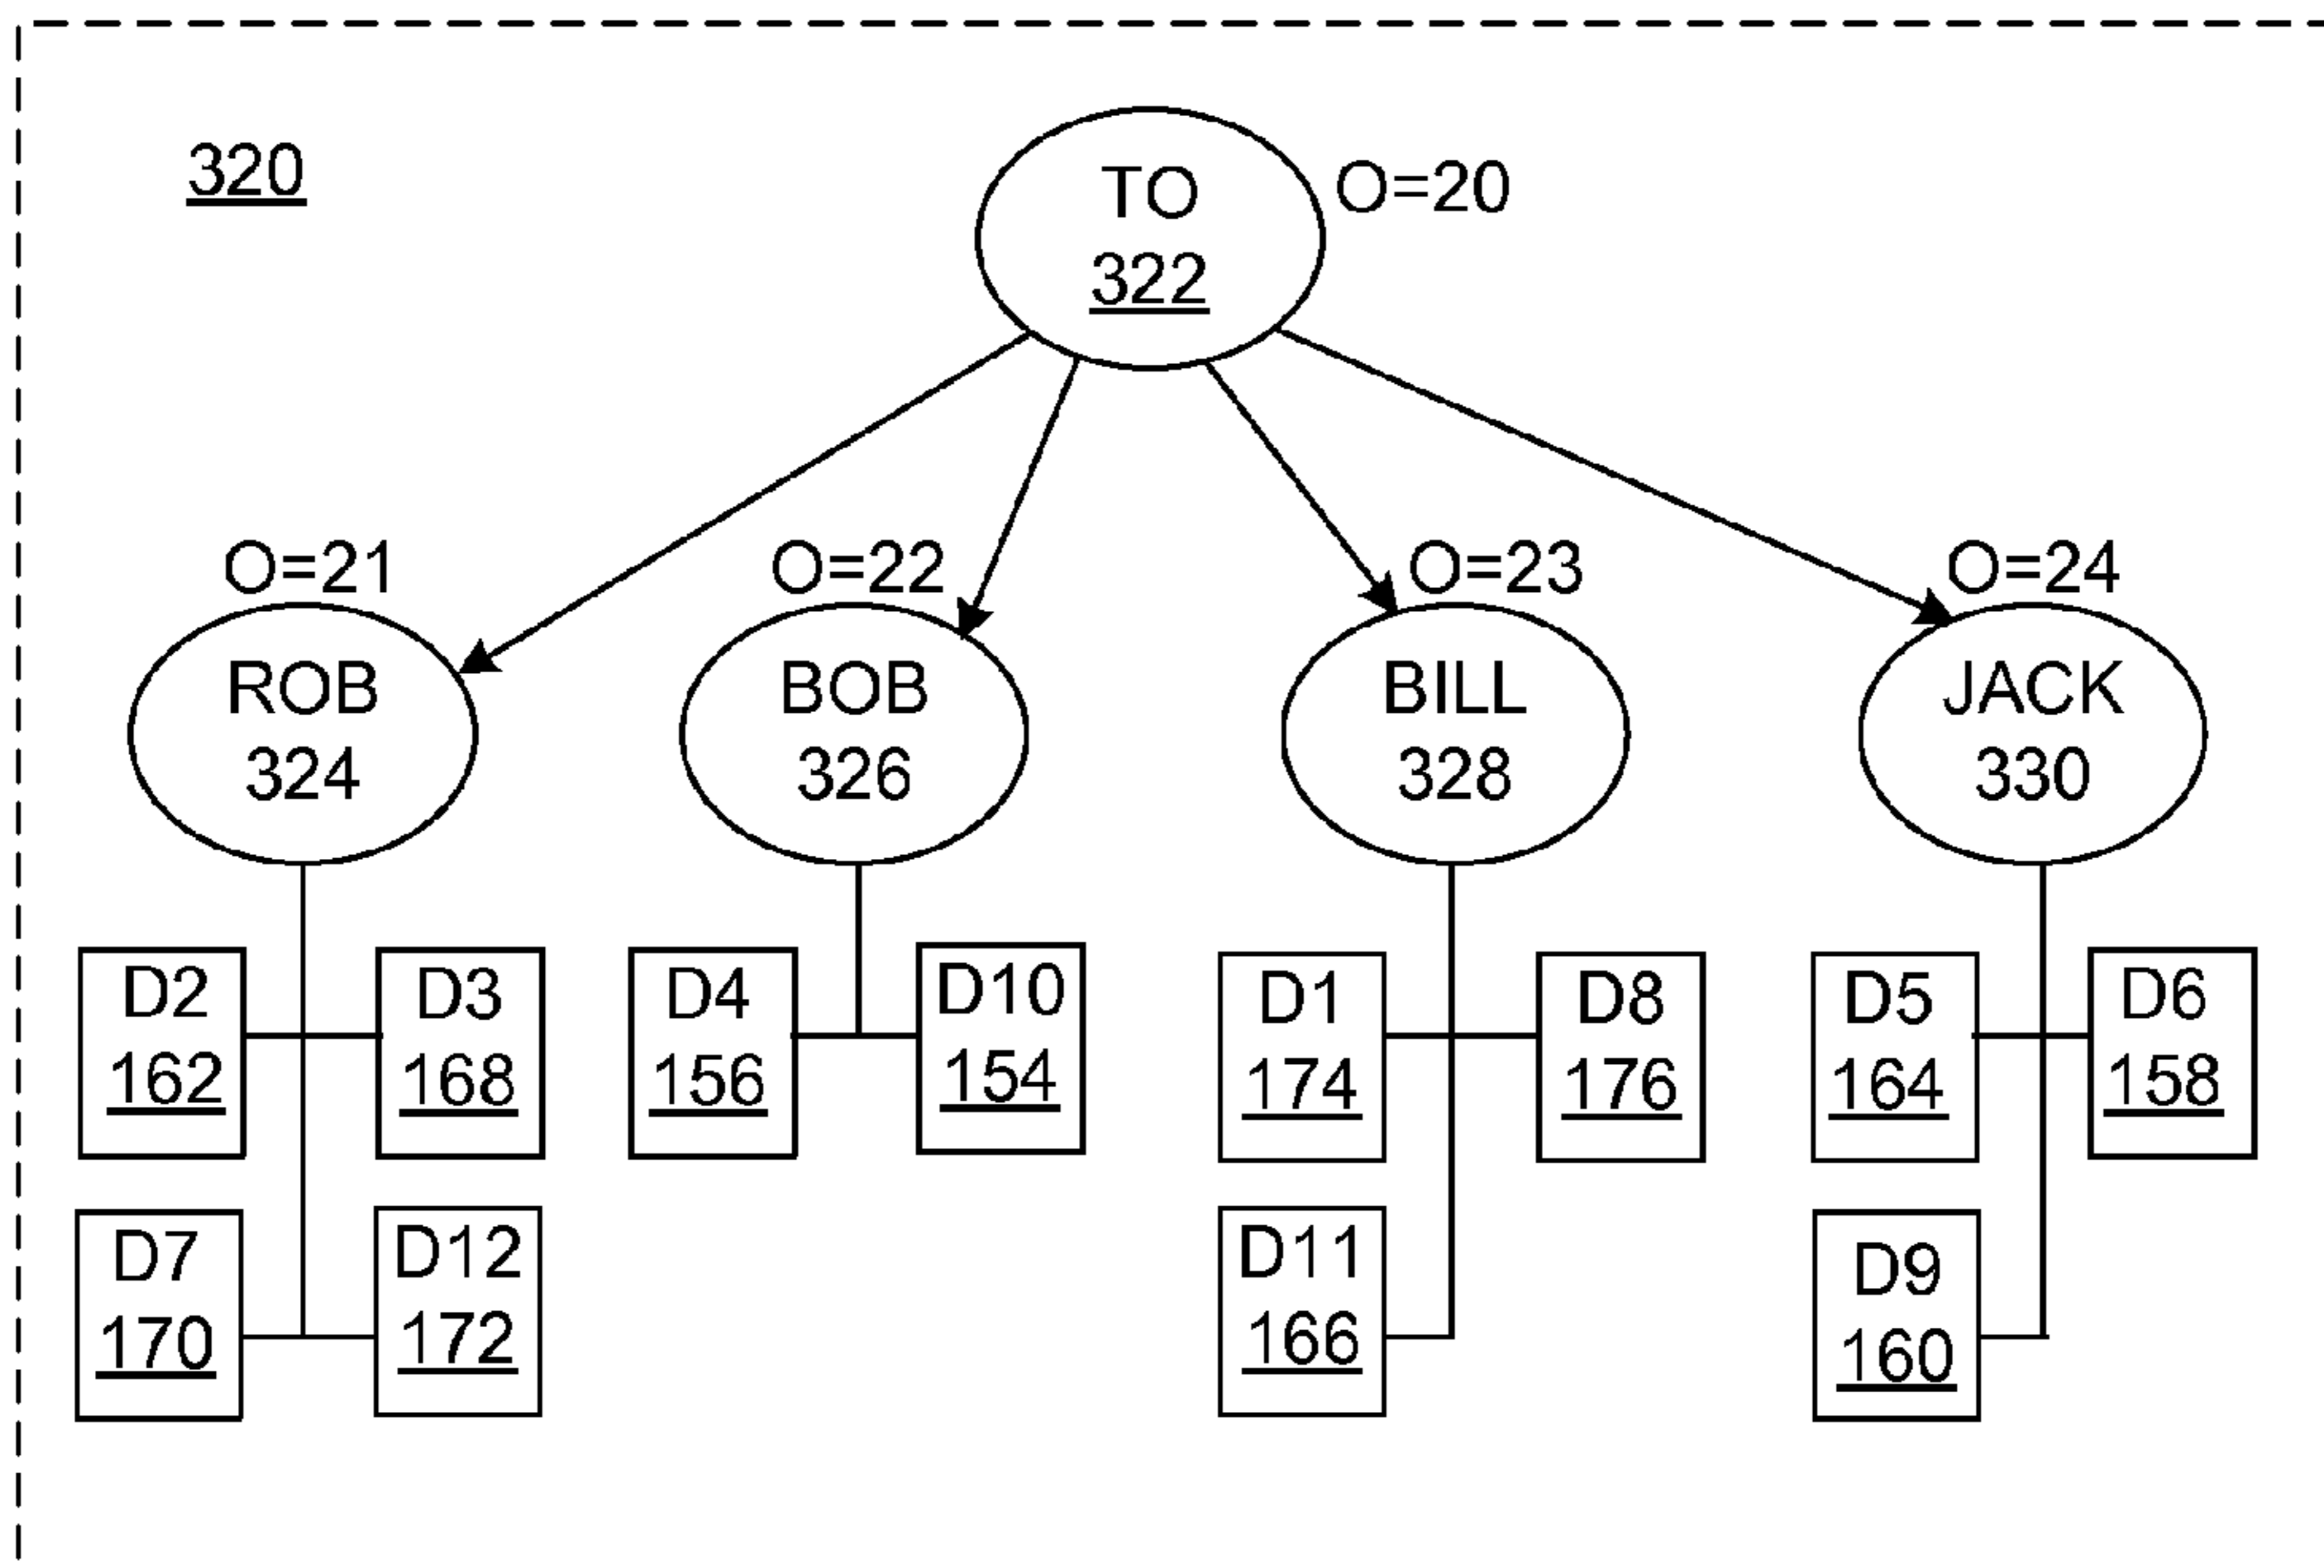 320
TO
322
O=20
O=21
O=22
O=23
O=24
ROB
324
BOB
326
BILL
328
JACK
330
D2
162
D3
168
D4
156
D10
154
D1
174
D8
176
D5
164
D6
158
D7
170
D12
172
D11
166
D9
160